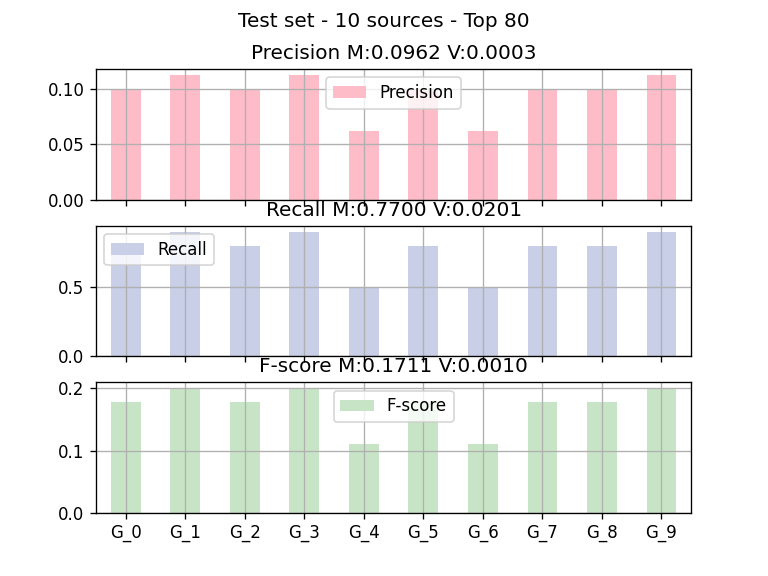 Test set - 10 sources - Top 80
Precision M:0.0962 V:0.0003
0.10
0.05
0.00
Precision
Recall M:0.7700 V:0.0201
0.5
0.0
Recall
F-score M:0.1711 V:0.0010
0.2
0.1
0.0
F-score
G_0 G_1 G_2 G_3 G_4 G_5 G_6 G_7 G_8 G_9